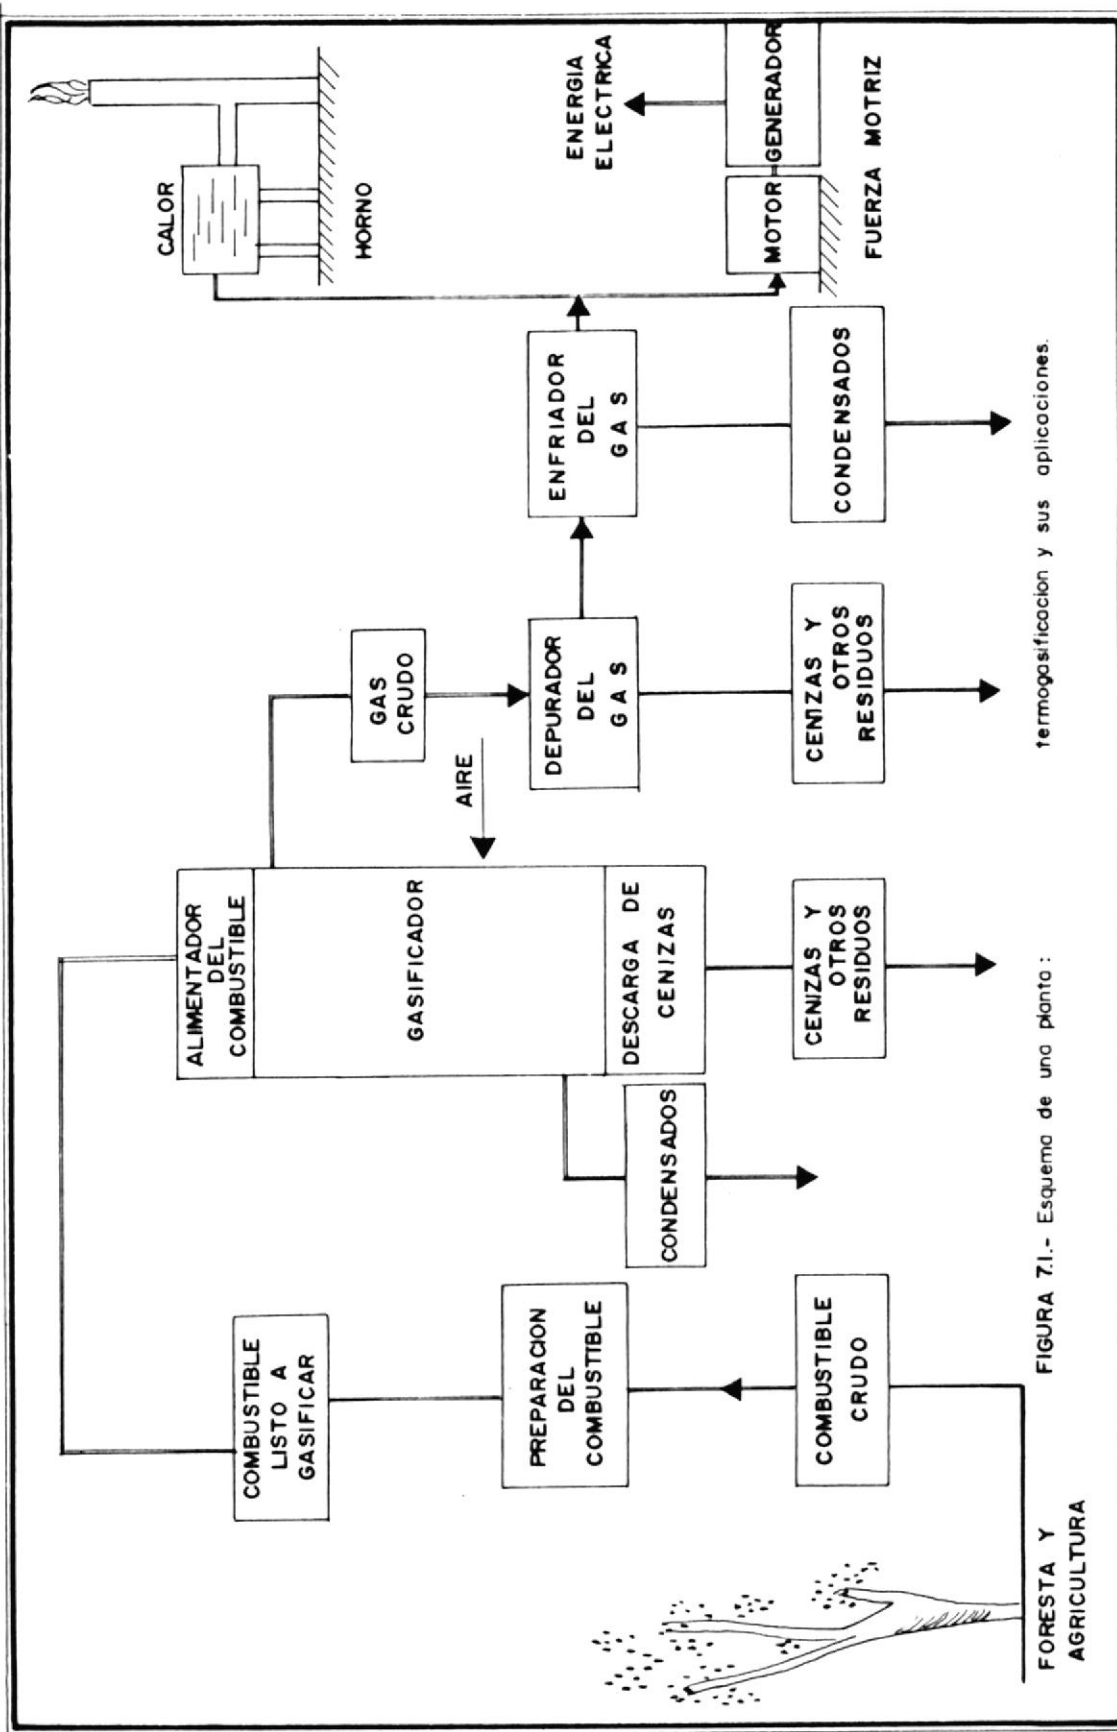 FORESTA Y
AGRICULTURA
COMBUSTIBLE
CRUDO
PREPARACION
DEL
COMBUSTIBLE
COMBUSTIBLE
LISTO A
GASIFICAR
ALIMENTADOR
DEL
COMBUSTIBLE
GASIFICADOR
DESCARGA DE
CENIZAS
CONDENSADOS
CENIZAS Y
OTROS
RESIDUOS
AIRE
GAS
CRUDO
DEPURADOR
DEL
GAS
CENIZAS Y
OTROS
RESIDUOS
ENFRIADOR
DEL
GAS
CONDENSADOS
CALOR
HORNO
ENERGIA
ELECTRICA
MOTOR
GENERADOR
FUERZA MOTRIZ
FIGURA 7.1.- Esquema de una planta: termogasificacion y sus aplicaciones.